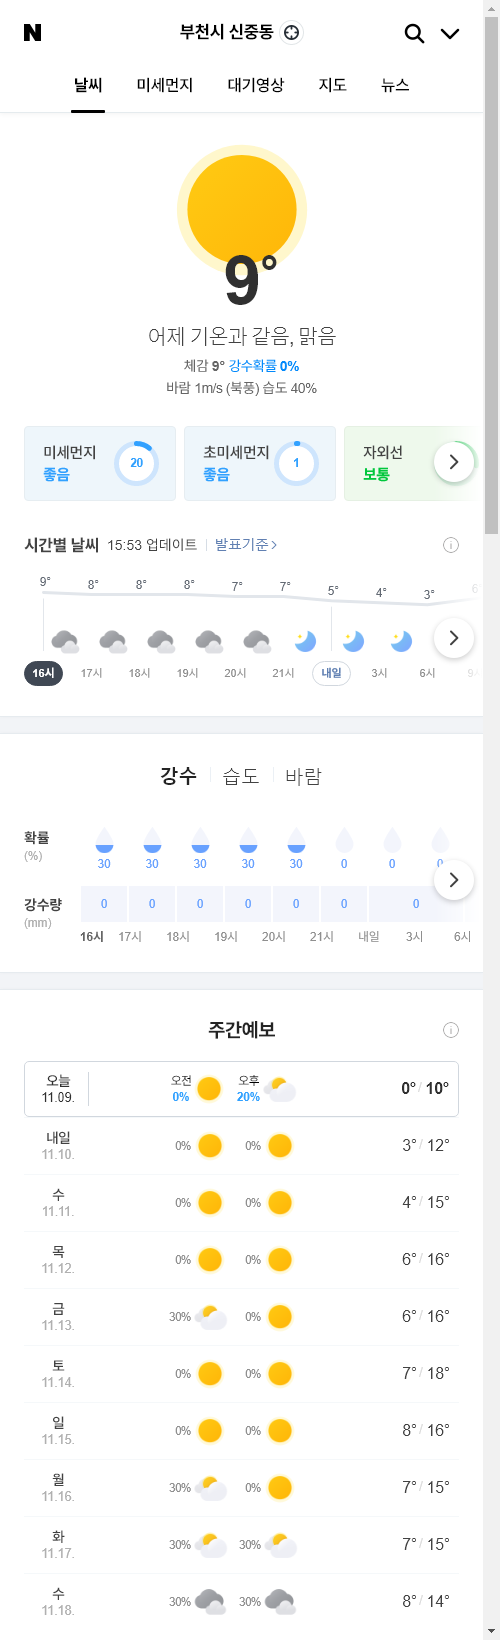 N
부천시 신중동
날씨 미세먼지 대기영상 지도 뉴스
9°
어제 기온과 같음, 맑음
체감 9° 강수확률 0%
바람 1m/s (북풍) 습도 40%
미세먼지 좋음 20
초미세먼지 좋음 1
자외선 보통
시간별 날씨 15:53 업데이트 발표기준
9° 8° 8° 8° 7° 7° 5° 4° 3° 6°
16시 17시 18시 19시 20시 21시 내일 3시 6시
강수 습도 바람
확률 (%) 30 30 30 30 30 0 0 0
강수량 (mm) 0 0 0 0 0 0 0
16시 17시 18시 19시 20시 21시 내일 3시 6시
주간예보
오늘 11.09. 오전 0% 오후 20% 0° / 10°
내일 11.10. 0% 0% 3° / 12°
수 11.11. 0% 0% 4° / 15°
목 11.12. 0% 0% 6° / 16°
금 11.13. 30% 0% 6° / 16°
토 11.14. 0% 0% 7° / 18°
일 11.15. 0% 0% 8° / 16°
월 11.16. 30% 0% 7° / 15°
화 11.17. 30% 30% 7° / 15°
수 11.18. 30% 30% 8° / 14°